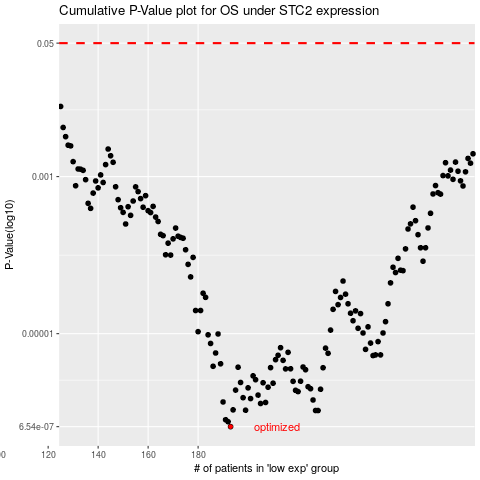 Cumulative P-Value plot for OS under STC2 expression
P-Value(log10)
0.05
0.001
0.00001
6.54e-07
optimized
00 120 140 160 180
# of patients in 'low exp' group